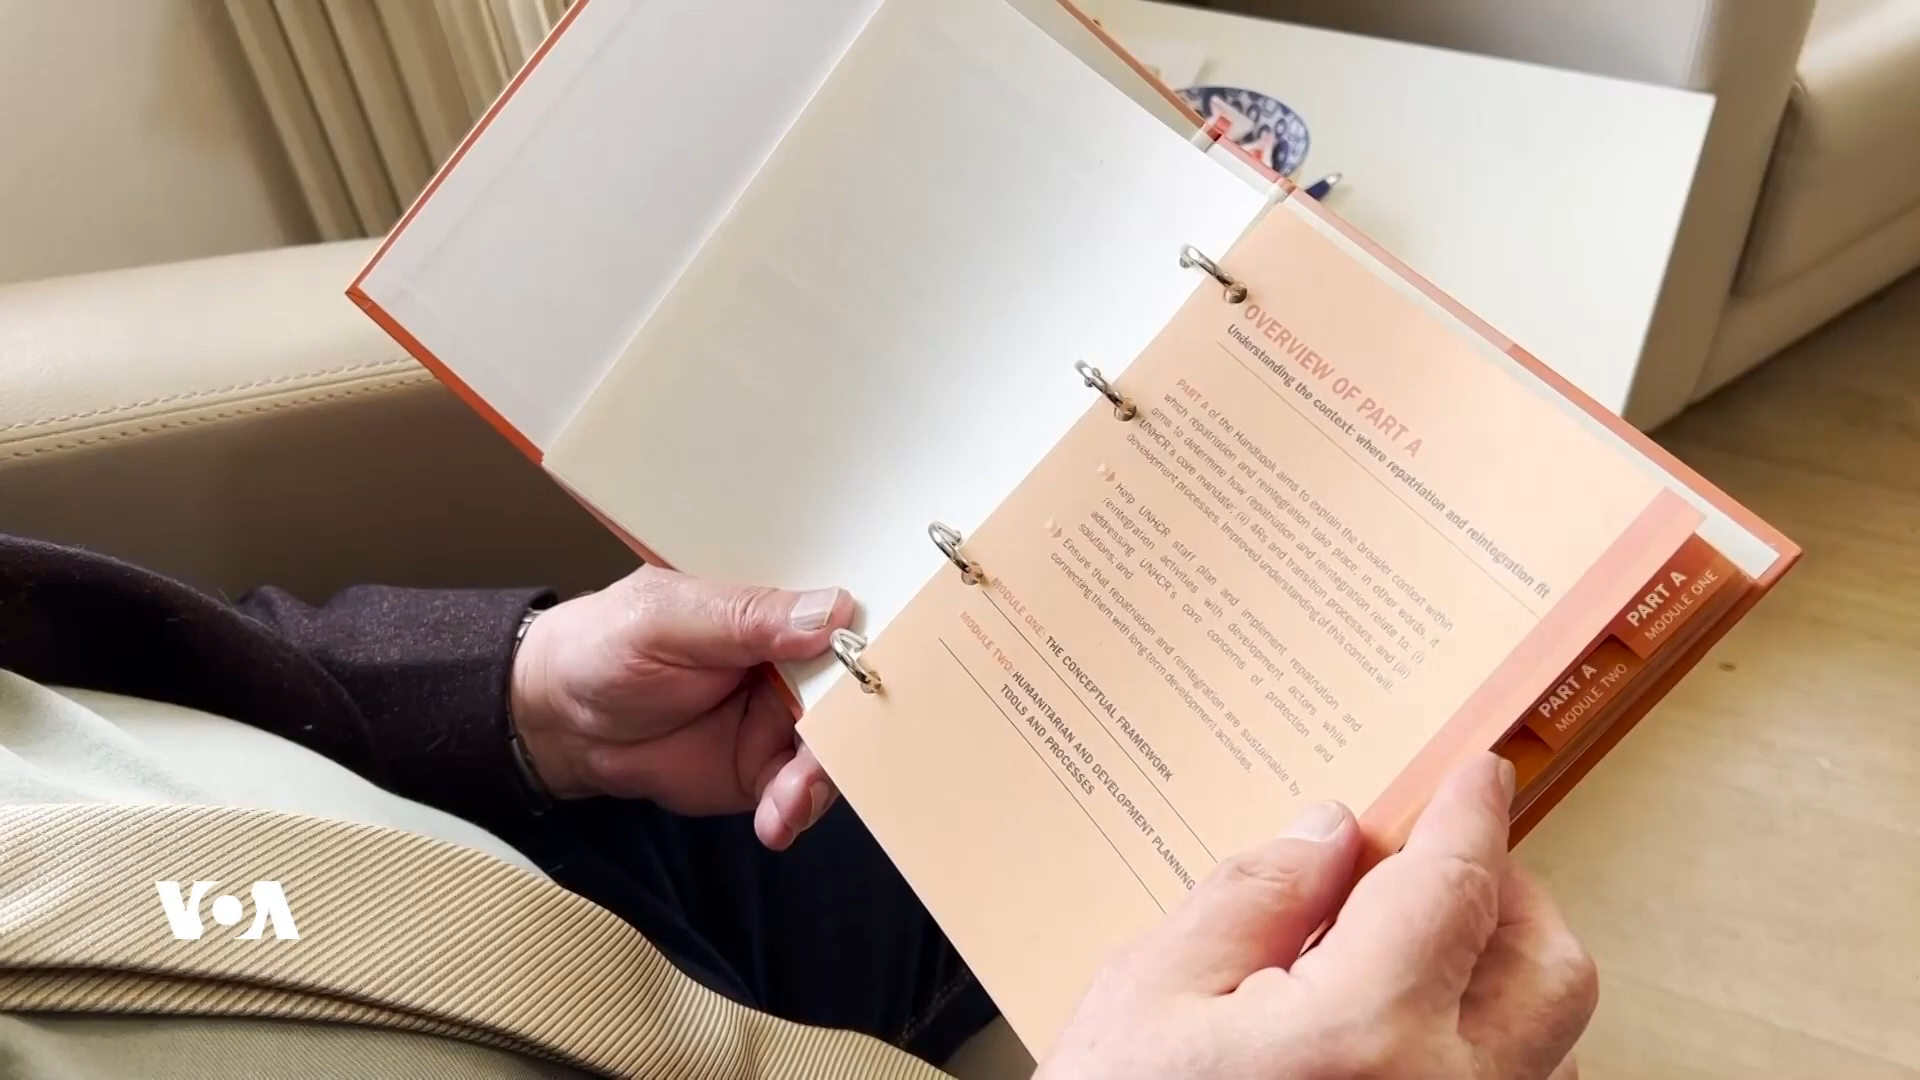 OVERVIEW OF PART A
Understanding the context: where repatriation and reintegration fit
PART A of the Handbook aims to explain the broader context within
which repatriation and reintegration take place. In other words, it
aims to determine how repatriation and reintegration relate to: (i)
UNHCR's core mandate; (ii) 4Rs and transition processes; and (iii)
development processes. Improved understanding of this context will:
Help UNHCR staff plan and implement repatriation and
reintegration activities with development actors while
addressing UNHCR's core concerns of protection and
solutions; and
Ensure that repatriation and reintegration are sustainable by
connecting them with long-term development activities.
MODULE ONE: THE CONCEPTUAL FRAMEWORK
MODULE TWO: HUMANITARIAN AND DEVELOPMENT PLANNING
TOOLS AND PROCESSES
PART A
MODULE ONE
PART A
MODULE TWO
VOA